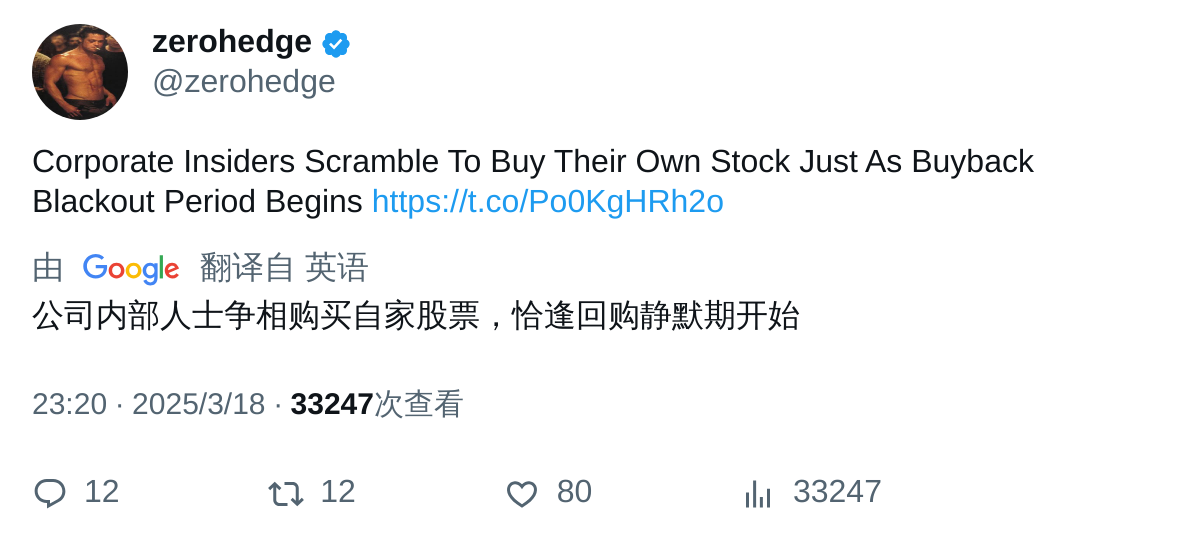 zerohedge
@zerohedge
Corporate Insiders Scramble To Buy Their Own Stock Just As Buyback
Blackout Period Begins https://t.co/Po0KgHRh2o
由 Google 翻译自 英语
公司内部人士争相购买自家股票，恰逢回购静默期开始
23:20 · 2025/3/18 · 33247次查看
12 12 80 33247